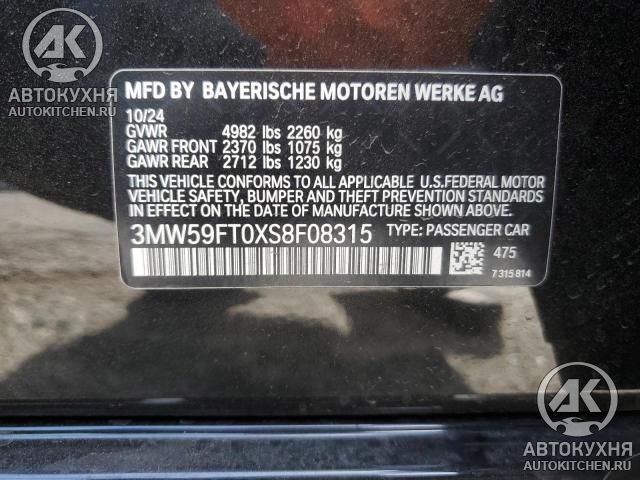 AK
АВТОКУХНЯ
AUTOKITCHEN.RU
MFD BY BAYERISCHE MOTOREN WERKE AG
10/24
GVWR 4982 lbs 2260 kg
GAWR FRONT 2370 lbs 1075 kg
GAWR REAR 2712 lbs 1230 kg
THIS VEHICLE CONFORMS TO ALL APPLICABLE U.S.FEDERAL MOTOR
VEHICLE SAFETY, BUMPER, AND THEFT PREVENTION STANDARDS
IN EFFECT ON THE DATE OF MANUFACTURE SHOWN ABOVE.
3MW59FT0XS8F08315 TYPE: PASSENGER CAR
475
7 315 814
AK
АВТОКУХНЯ
AUTOKITCHEN.RU